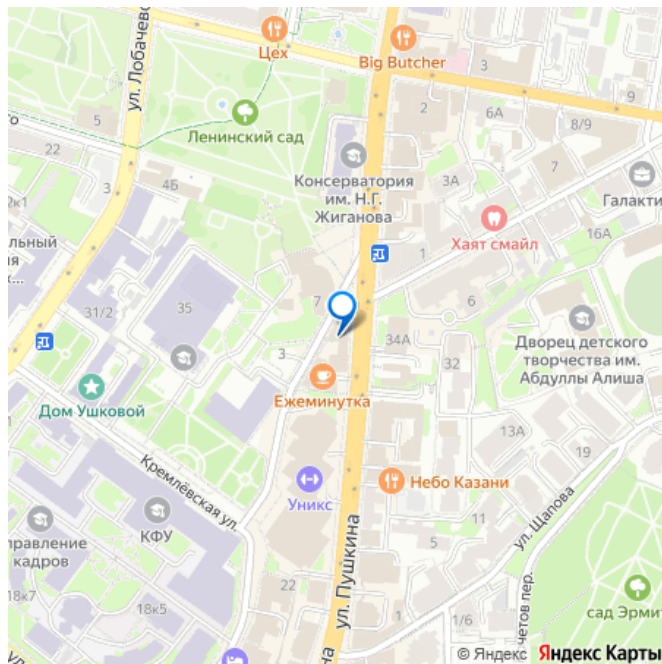 ул. Лобачевс
Цех
Big Butcher
3
2
5
Ленинский сад
6А
8/9
22
3
4Б
Консерватория
им. Н.Г.
Жиганова
3А
7
2к1
Галакти
Хаят смайл
16А
1
31/2
35
7
6
3
34А
32
Дворец детского
творчества им.
Абдуллы Алиша
Дом Ушковой
Ежеминутка
13А
19
Кремлёвская ул.
Уникс
Небо Казани
КФУ
правление
кадров
11
5
ул. Щапова
ул. Пушкина
18к7
18к5
22
1
1/6
сад Эрми
© Яндекс Яндекс Карты